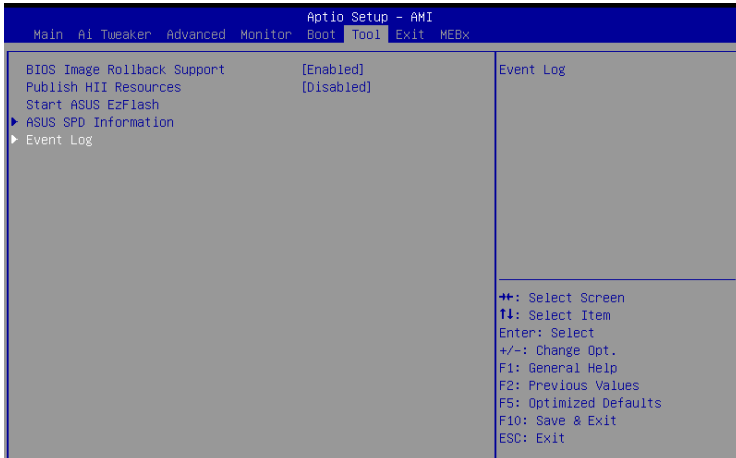 Aptio Setup - AMI
Main Ai Tweaker Advanced Monitor Boot Tool Exit MEBx
BIOS Image Rollback Support [Enabled]
Publish HII Resources [Disabled]
Start ASUS EzFlash
ASUS SPD Information
Event Log
Event Log
→←: Select Screen
↑↓: Select Item
Enter: Select
+/-: Change Opt.
F1: General Help
F2: Previous Values
F5: Optimized Defaults
F10: Save & Exit
ESC: Exit